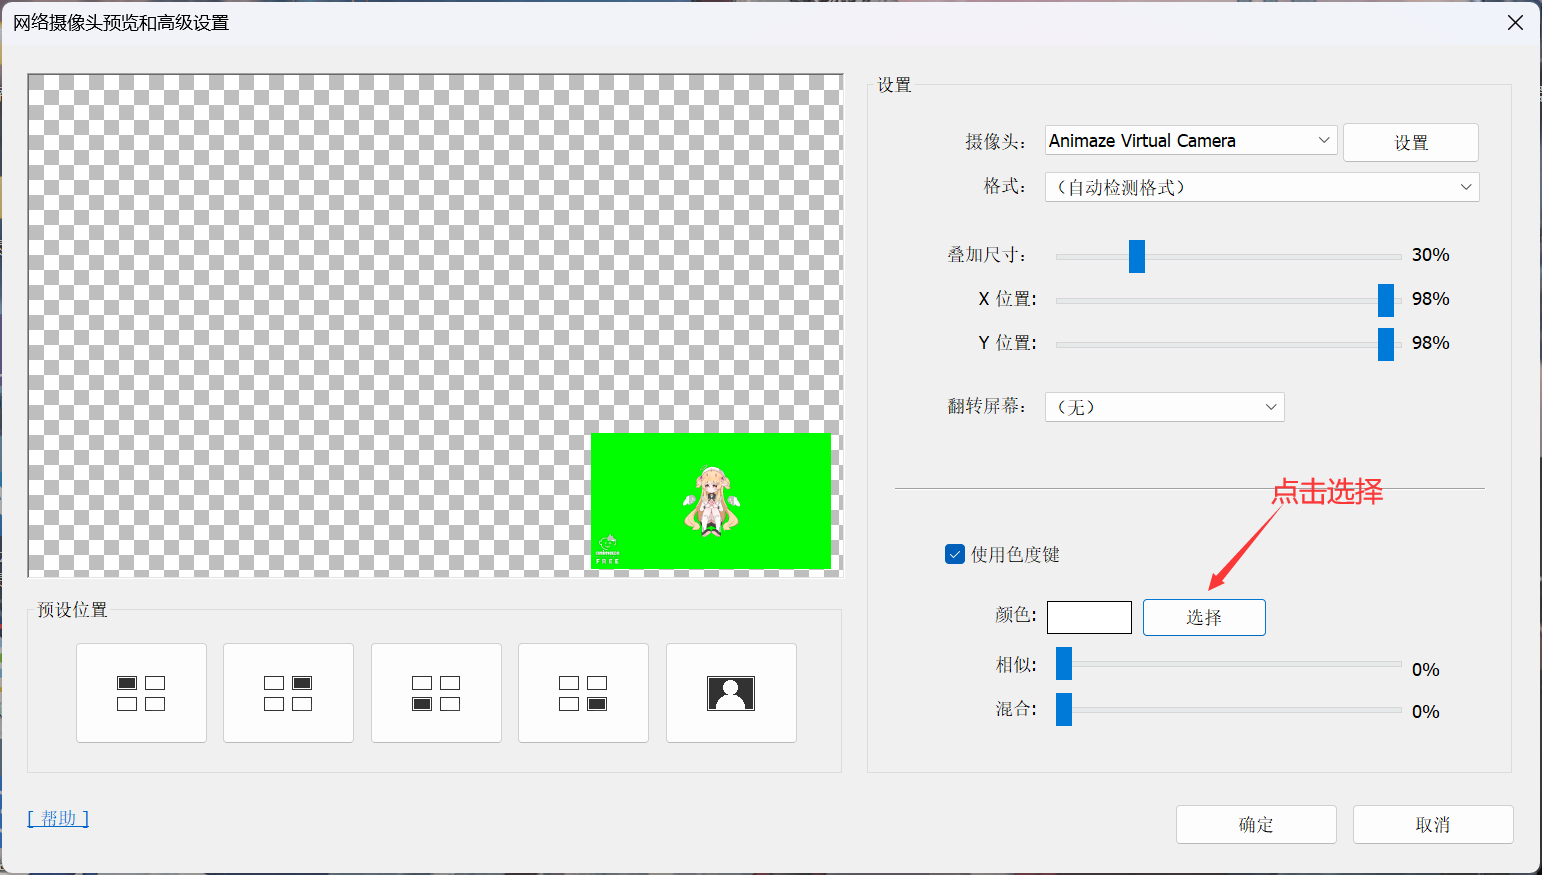 网络摄像头预览和高级设置
设置
摄像头： Animaze Virtual Camera 设置
格式： （自动检测格式）
叠加尺寸： 30%
X 位置: 98%
Y 位置: 98%
翻转屏幕： （无）
点击选择
使用色度键
颜色: 选择
相似: 0%
混合: 0%
animaze
FREE
预设位置
[ 帮助 ]
确定 取消